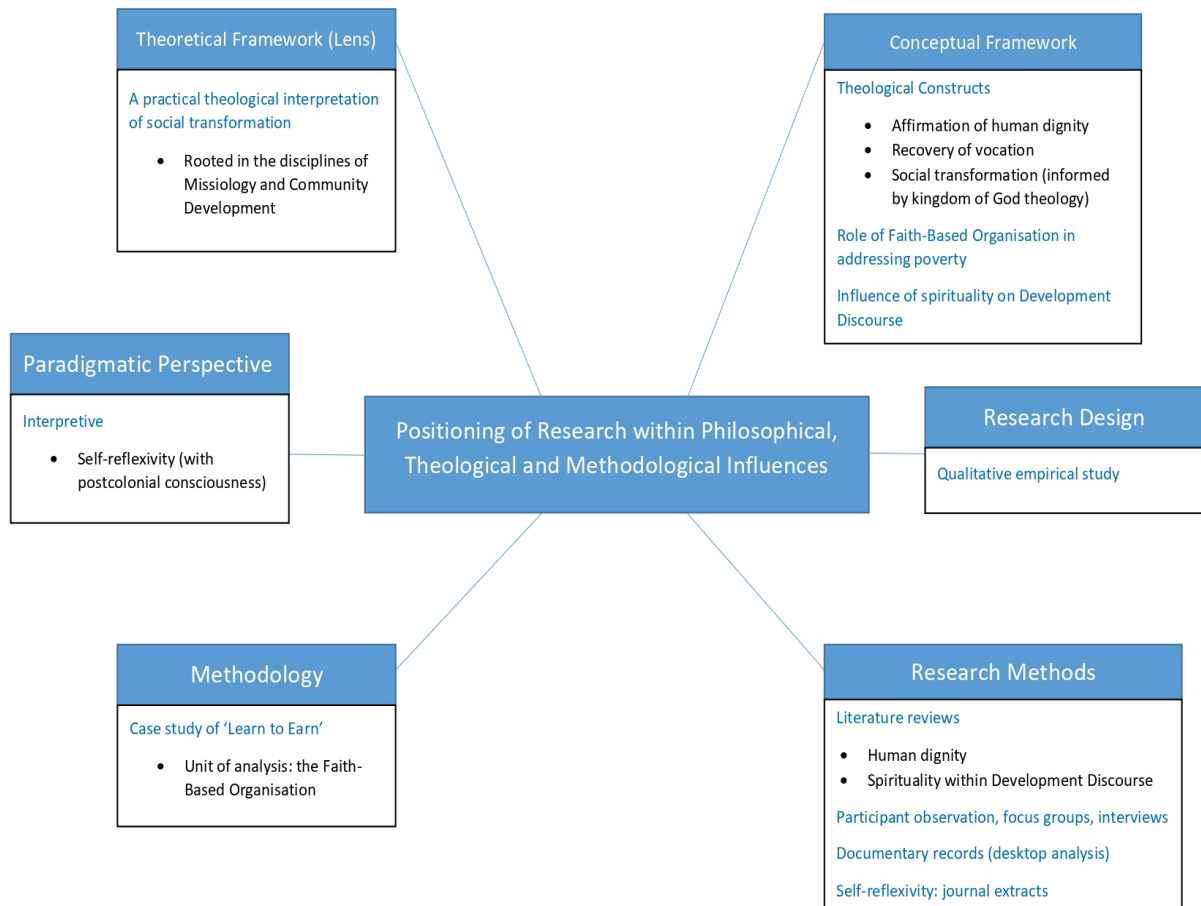 Theoretical Framework (Lens)
A practical theological interpretation
of social transformation
• Rooted in the disciplines of
Missiology and Community
Development
Conceptual Framework
Theological Constructs
• Affirmation of human dignity
• Recovery of vocation
• Social transformation (informed
by kingdom of God theology)
Role of Faith-Based Organisation in
addressing poverty
Influence of spirituality on Development
Discourse
Paradigmatic Perspective
Interpretive
• Self-reflexivity (with
postcolonial consciousness)
Positioning of Research within Philosophical,
Theological and Methodological Influences
Research Design
Qualitative empirical study
Methodology
Case study of ‘Learn to Earn’
• Unit of analysis: the Faith-
Based Organisation
Research Methods
Literature reviews
• Human dignity
• Spirituality within Development Discourse
Participant observation, focus groups, interviews
Documentary records (desktop analysis)
Self-reflexivity: journal extracts